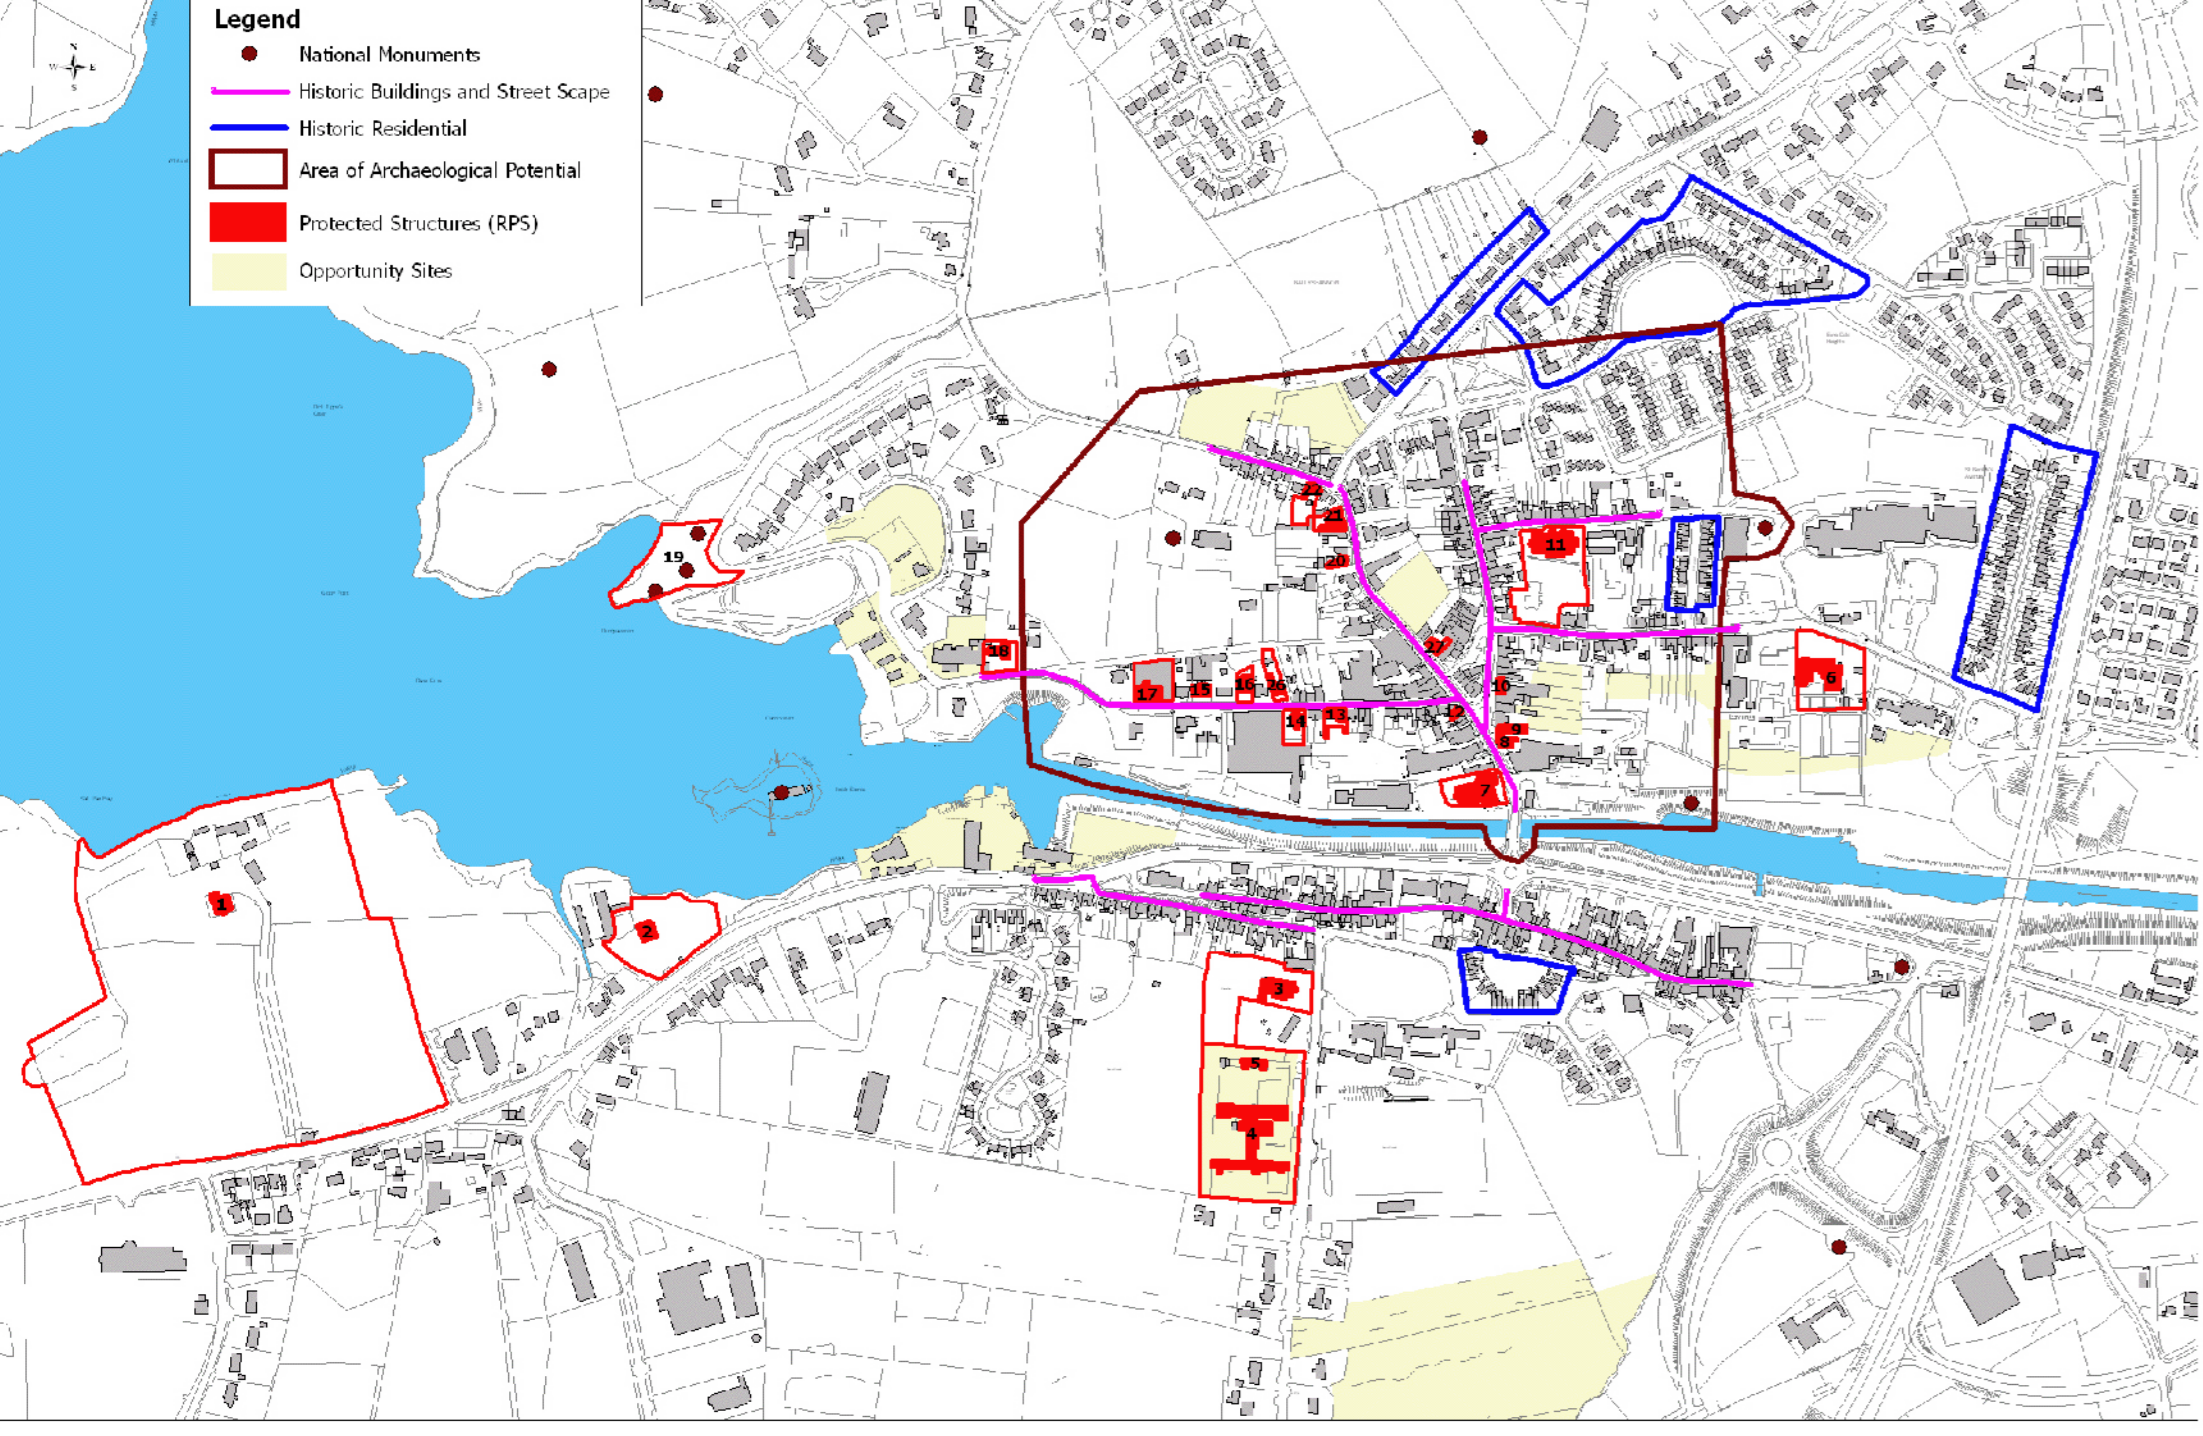 Legend
National Monuments
Historic Buildings and Street Scape
Historic Residential
Area of Archaeological Potential
Protected Structures (RPS)
Opportunity Sites
N
W E
S
22
21
20
11
19
27
18
17
15
16
26
10
6
14
13
12
9
8
7
1
2
3
5
4